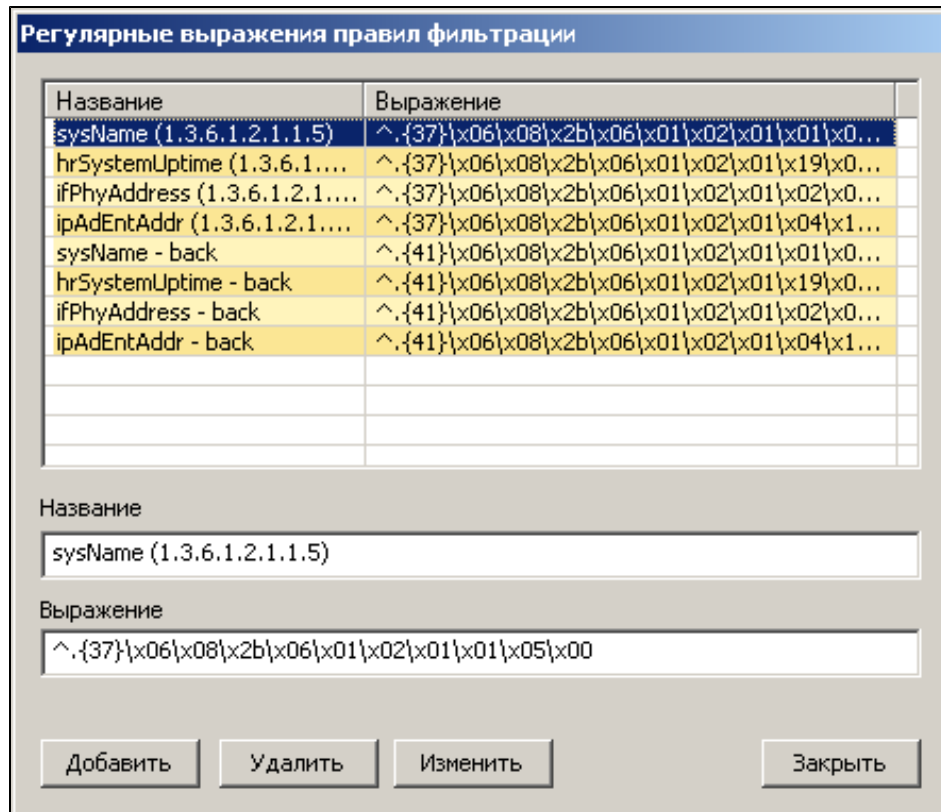 Регулярные выражения правил фильтрации
Название Выражение
sysName (1.3.6.1.2.1.1.5) ^.{37}\x06\x08\x2b\x06\x01\x02\x01\x01\x0...
hrSystemUptime (1.3.6.1.... ^.{37}\x06\x08\x2b\x06\x01\x02\x01\x19\x0...
ifPhyAddress (1.3.6.1.2.1.... ^.{37}\x06\x08\x2b\x06\x01\x02\x01\x02\x0...
ipAdEntAddr (1.3.6.1.2.1.... ^.{37}\x06\x08\x2b\x06\x01\x02\x01\x04\x1...
sysName - back ^.{41}\x06\x08\x2b\x06\x01\x02\x01\x01\x0...
hrSystemUptime - back ^.{41}\x06\x08\x2b\x06\x01\x02\x01\x19\x0...
ifPhyAddress - back ^.{41}\x06\x08\x2b\x06\x01\x02\x01\x02\x0...
ipAdEntAddr - back ^.{41}\x06\x08\x2b\x06\x01\x02\x01\x04\x1...
Название
sysName (1.3.6.1.2.1.1.5)
Выражение
^.{37}\x06\x08\x2b\x06\x01\x02\x01\x01\x05\x00
Добавить Удалить Изменить Закрыть